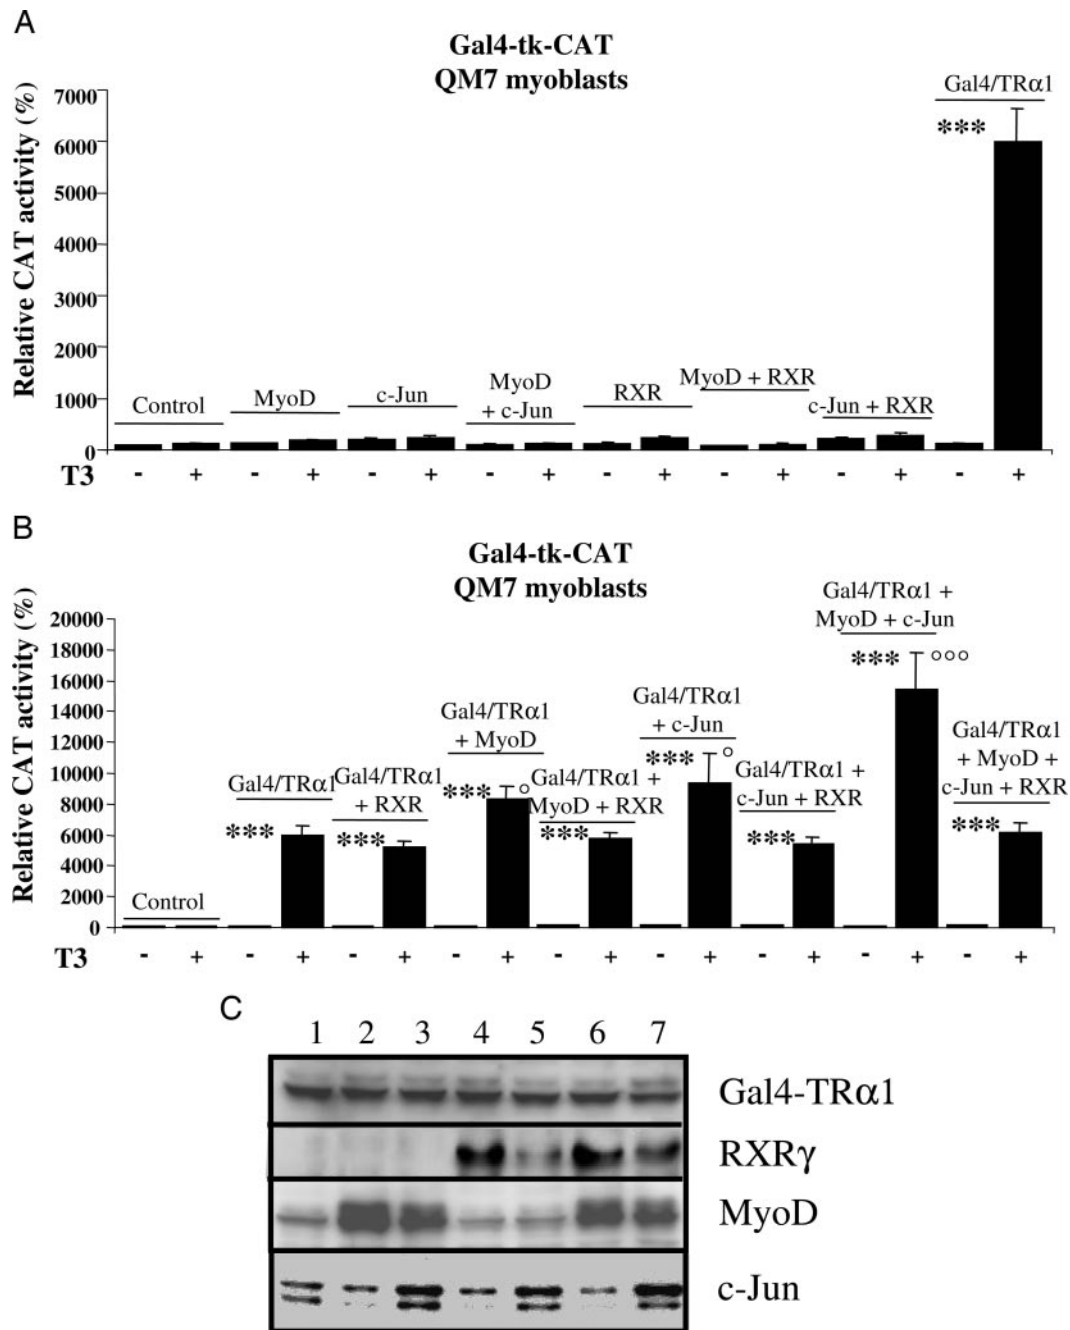 A
Gal4-tk-CAT
QM7 myoblasts
Relative CAT activity (%)
7000
6000
5000
4000
3000
2000
1000
0
Control
MyoD
c-Jun
MyoD
+ c-Jun
RXR
MyoD + RXR
c-Jun + RXR
Gal4/TRα1
***
T3 - + - + - + - + - + - + - + - +
B
Gal4-tk-CAT
QM7 myoblasts
Relative CAT activity (%)
20000
18000
16000
14000
12000
10000
8000
6000
4000
2000
0
Control
Gal4/TRα1
***
Gal4/TRα1
+ RXR
***
Gal4/TRα1
+ MyoD
*** °
Gal4/TRα1 +
MyoD + RXR
***
Gal4/TRα1
+ c-Jun
*** °
Gal4/TRα1 +
c-Jun + RXR
***
Gal4/TRα1 +
MyoD + c-Jun
*** °°°
Gal4/TRα1
+ MyoD +
c-Jun + RXR
***
T3 - + - + - + - + - + - + - + - + - +
C
1 2 3 4 5 6 7
Gal4-TRα1
RXRγ
MyoD
c-Jun